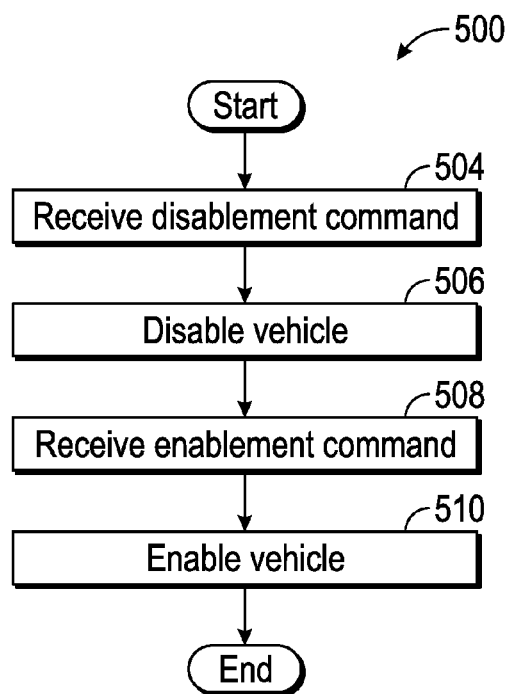 500
Start
504
Receive disablement command
506
Disable vehicle
508
Receive enablement command
510
Enable vehicle
End